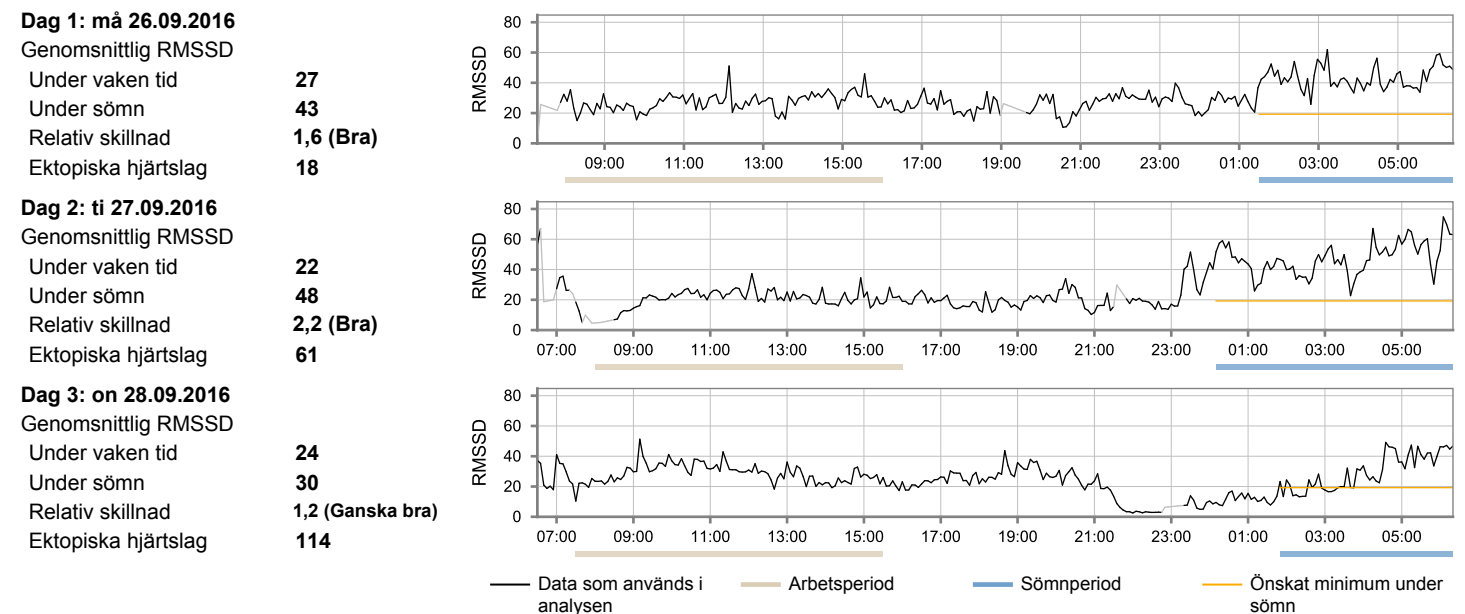 Dag 1: må 26.09.2016
Genomsnittlig RMSSD
Under vaken tid 27
Under sömn 43
Relativ skillnad 1,6 (Bra)
Ektopiska hjärtslag 18
80
60
40
20
0
RMSSD
09:00 11:00 13:00 15:00 17:00 19:00 21:00 23:00 01:00 03:00 05:00
Dag 2: ti 27.09.2016
Genomsnittlig RMSSD
Under vaken tid 22
Under sömn 48
Relativ skillnad 2,2 (Bra)
Ektopiska hjärtslag 61
80
60
40
20
0
RMSSD
07:00 09:00 11:00 13:00 15:00 17:00 19:00 21:00 23:00 01:00 03:00 05:00
Dag 3: on 28.09.2016
Genomsnittlig RMSSD
Under vaken tid 24
Under sömn 30
Relativ skillnad 1,2 (Ganska bra)
Ektopiska hjärtslag 114
80
60
40
20
0
RMSSD
07:00 09:00 11:00 13:00 15:00 17:00 19:00 21:00 23:00 01:00 03:00 05:00
Data som används i
analysen
Arbetsperiod
Sömnperiod
Önskat minimum under
sömn